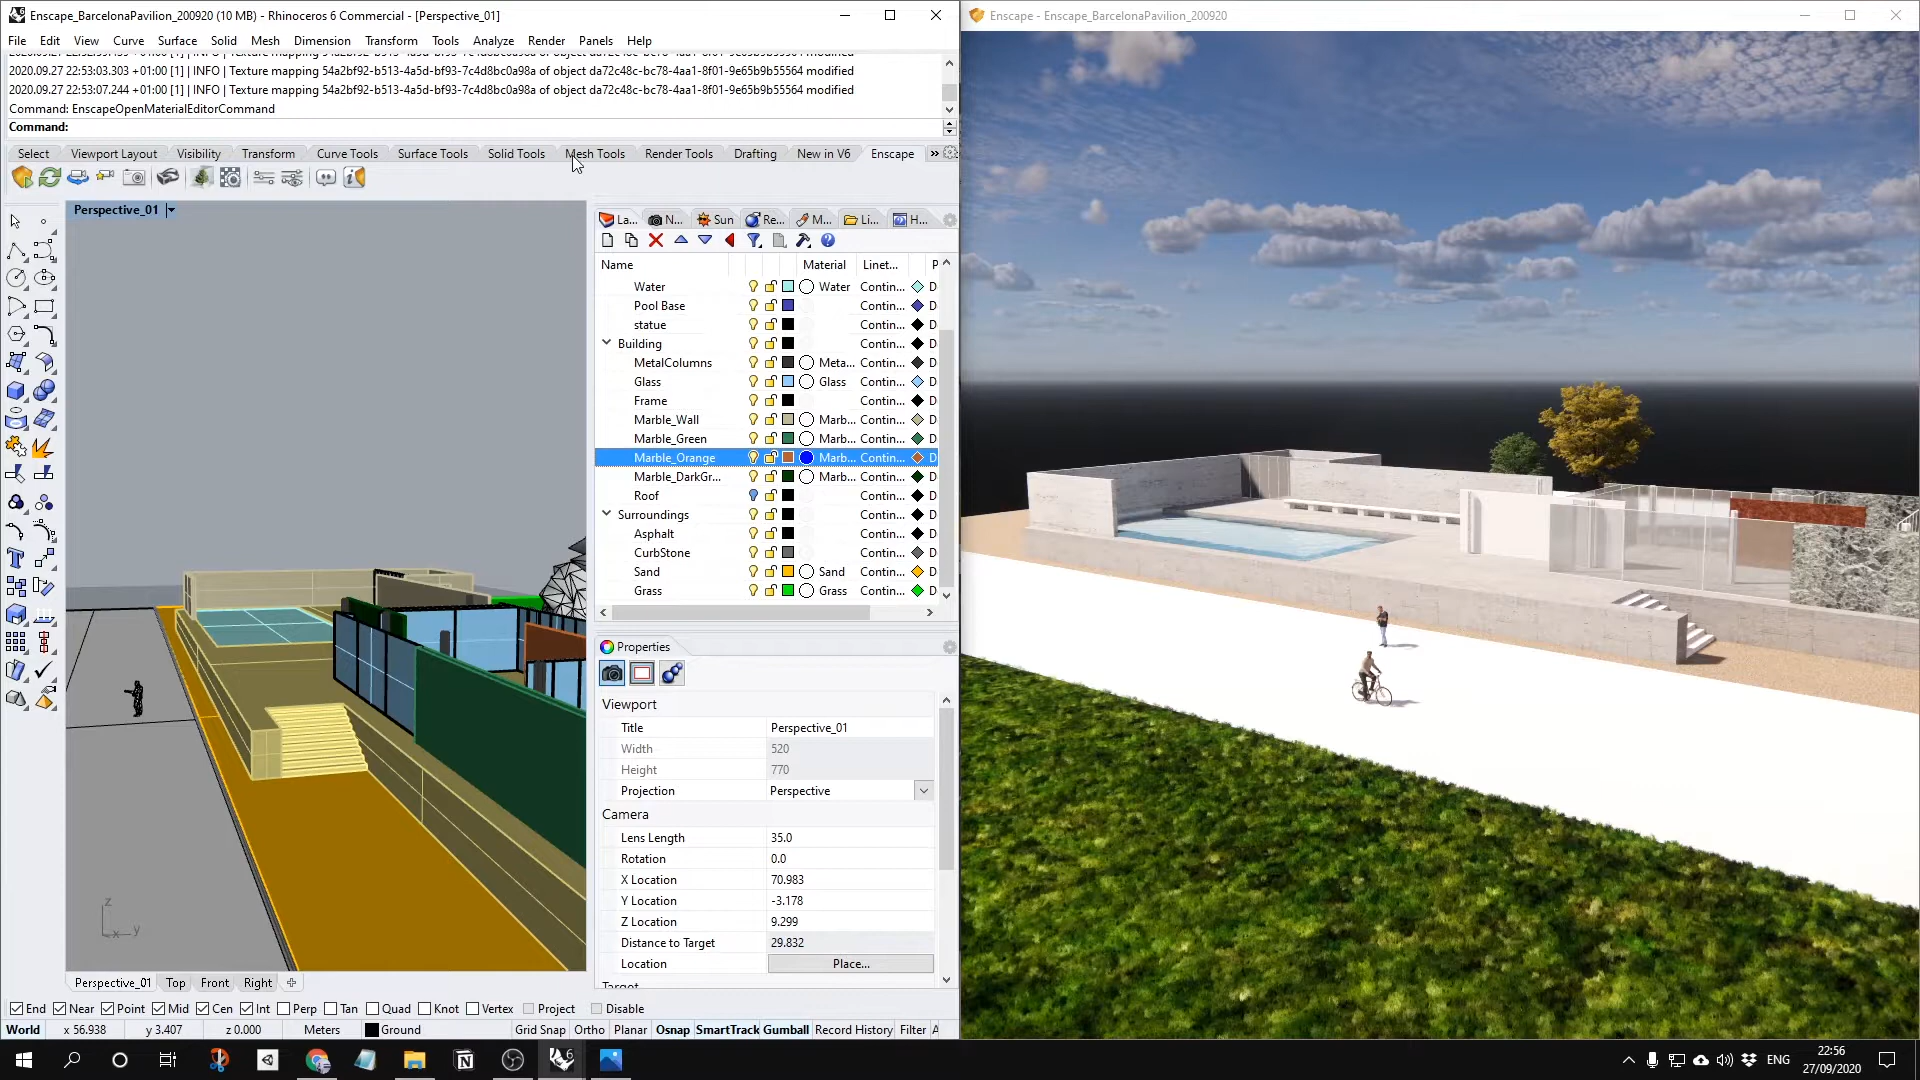 Enscape_BarcelonaPavilion_200920 (10 MB) - Rhinoceros 6 Commercial - [Perspective_01]
Enscape - Enscape_BarcelonaPavilion_200920
File Edit View Curve Surface Solid Mesh Dimension Transform Tools Analyze Render Panels Help
2020.09.27 22:53:03.303 +01:00 [1] | INFO | Texture mapping 54a2bf92-b513-4a5d-bf93-7c4d8bc0a98a of object da72c48c-bc78-4aa1-8f01-9e65b9b55564 modified
2020.09.27 22:53:07.244 +01:00 [1] | INFO | Texture mapping 54a2bf92-b513-4a5d-bf93-7c4d8bc0a98a of object da72c48c-bc78-4aa1-8f01-9e65b9b55564 modified
Command: EnscapeOpenMaterialEditorCommand
Command:
Select Viewport Layout Visibility Transform Curve Tools Surface Tools Solid Tools Mesh Tools Render Tools Drafting New in V6 Enscape
Perspective_01
La... N... Sun Re... M... Li... H...
Name Material Linet... P
Water Water Contin... D
Pool Base Contin... D
statue Contin... D
Building Contin... D
MetalColumns Meta... Contin... D
Glass Glass Contin... D
Frame Contin... D
Marble_Wall Marb... Contin... D
Marble_Green Marb... Contin... D
Marble_Orange Marb... Contin... D
Marble_DarkGr... Marb... Contin... D
Roof Contin... D
Surroundings Contin... D
Asphalt Contin... D
CurbStone Contin... D
Sand Sand Contin... D
Grass Grass Contin... D
Properties
Viewport
Title Perspective_01
Width 520
Height 770
Projection Perspective
Camera
Lens Length 35.0
Rotation 0.0
X Location 70.983
Y Location -3.178
Z Location 9.299
Distance to Target 29.832
Location Place...
Target
z
x y
Perspective_01 Top Front Right
End Near Point Mid Cen Int Perp Tan Quad Knot Vertex Project Disable
World x 56.938 y 3.407 z 0.000 Meters Ground Grid Snap Ortho Planar Osnap SmartTrack Gumball Record History Filter A
ENG
22:56
27/09/2020